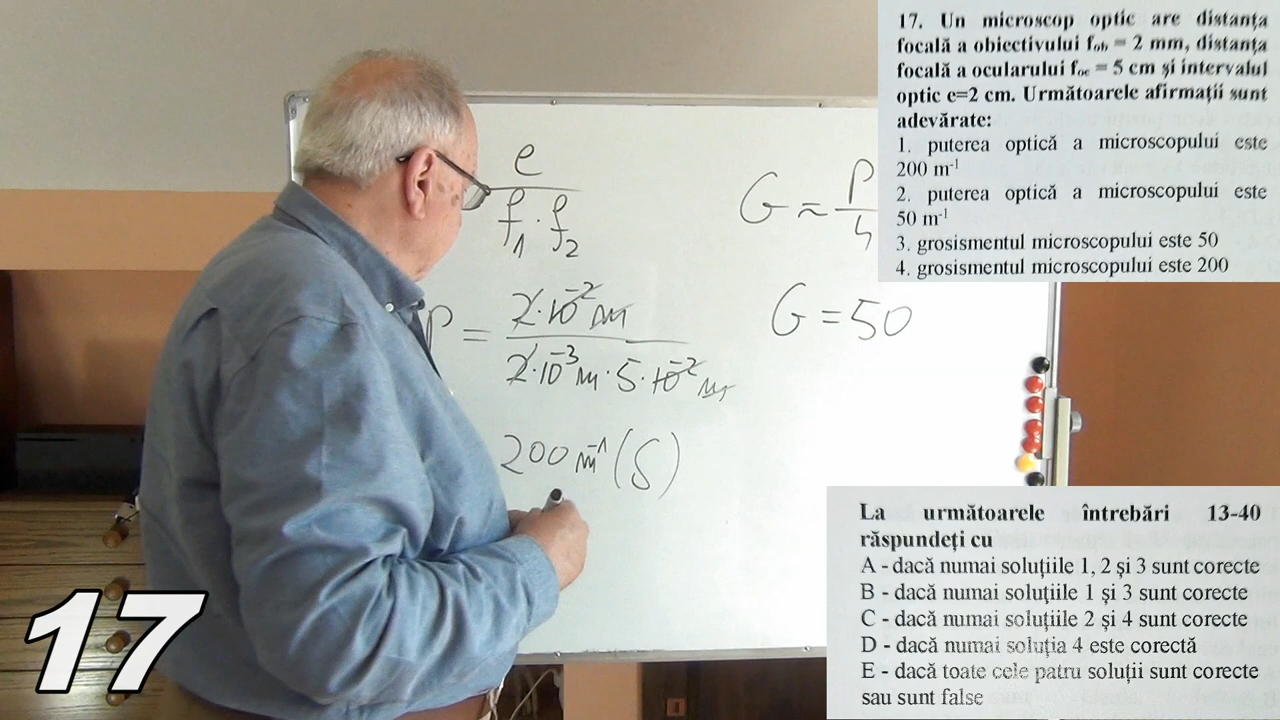 17. Un microscop optic are distanța
focală a obiectivului fₒb = 2 mm, distanța
focală a ocularului fₒc = 5 cm și intervalul
optic e=2 cm. Următoarele afirmații sunt
adevărate:
1. puterea optică a microscopului este
200 m⁻¹
2. puterea optică a microscopului este
50 m⁻¹
3. grosismentul microscopului este 50
4. grosismentul microscopului este 200
e
f₁ · f₂
G ≈ P/4
P = 2·10⁻² m
2·10⁻³ m · 5·10⁻² m
G = 50
200 m⁻¹ (δ)
La următoarele întrebări 13-40
răspundeți cu
A - dacă numai soluțiile 1, 2 și 3 sunt corecte
B - dacă numai soluțiile 1 și 3 sunt corecte
C - dacă numai soluțiile 2 și 4 sunt corecte
D - dacă numai soluția 4 este corectă
E - dacă toate cele patru soluții sunt corecte
sau sunt false
17